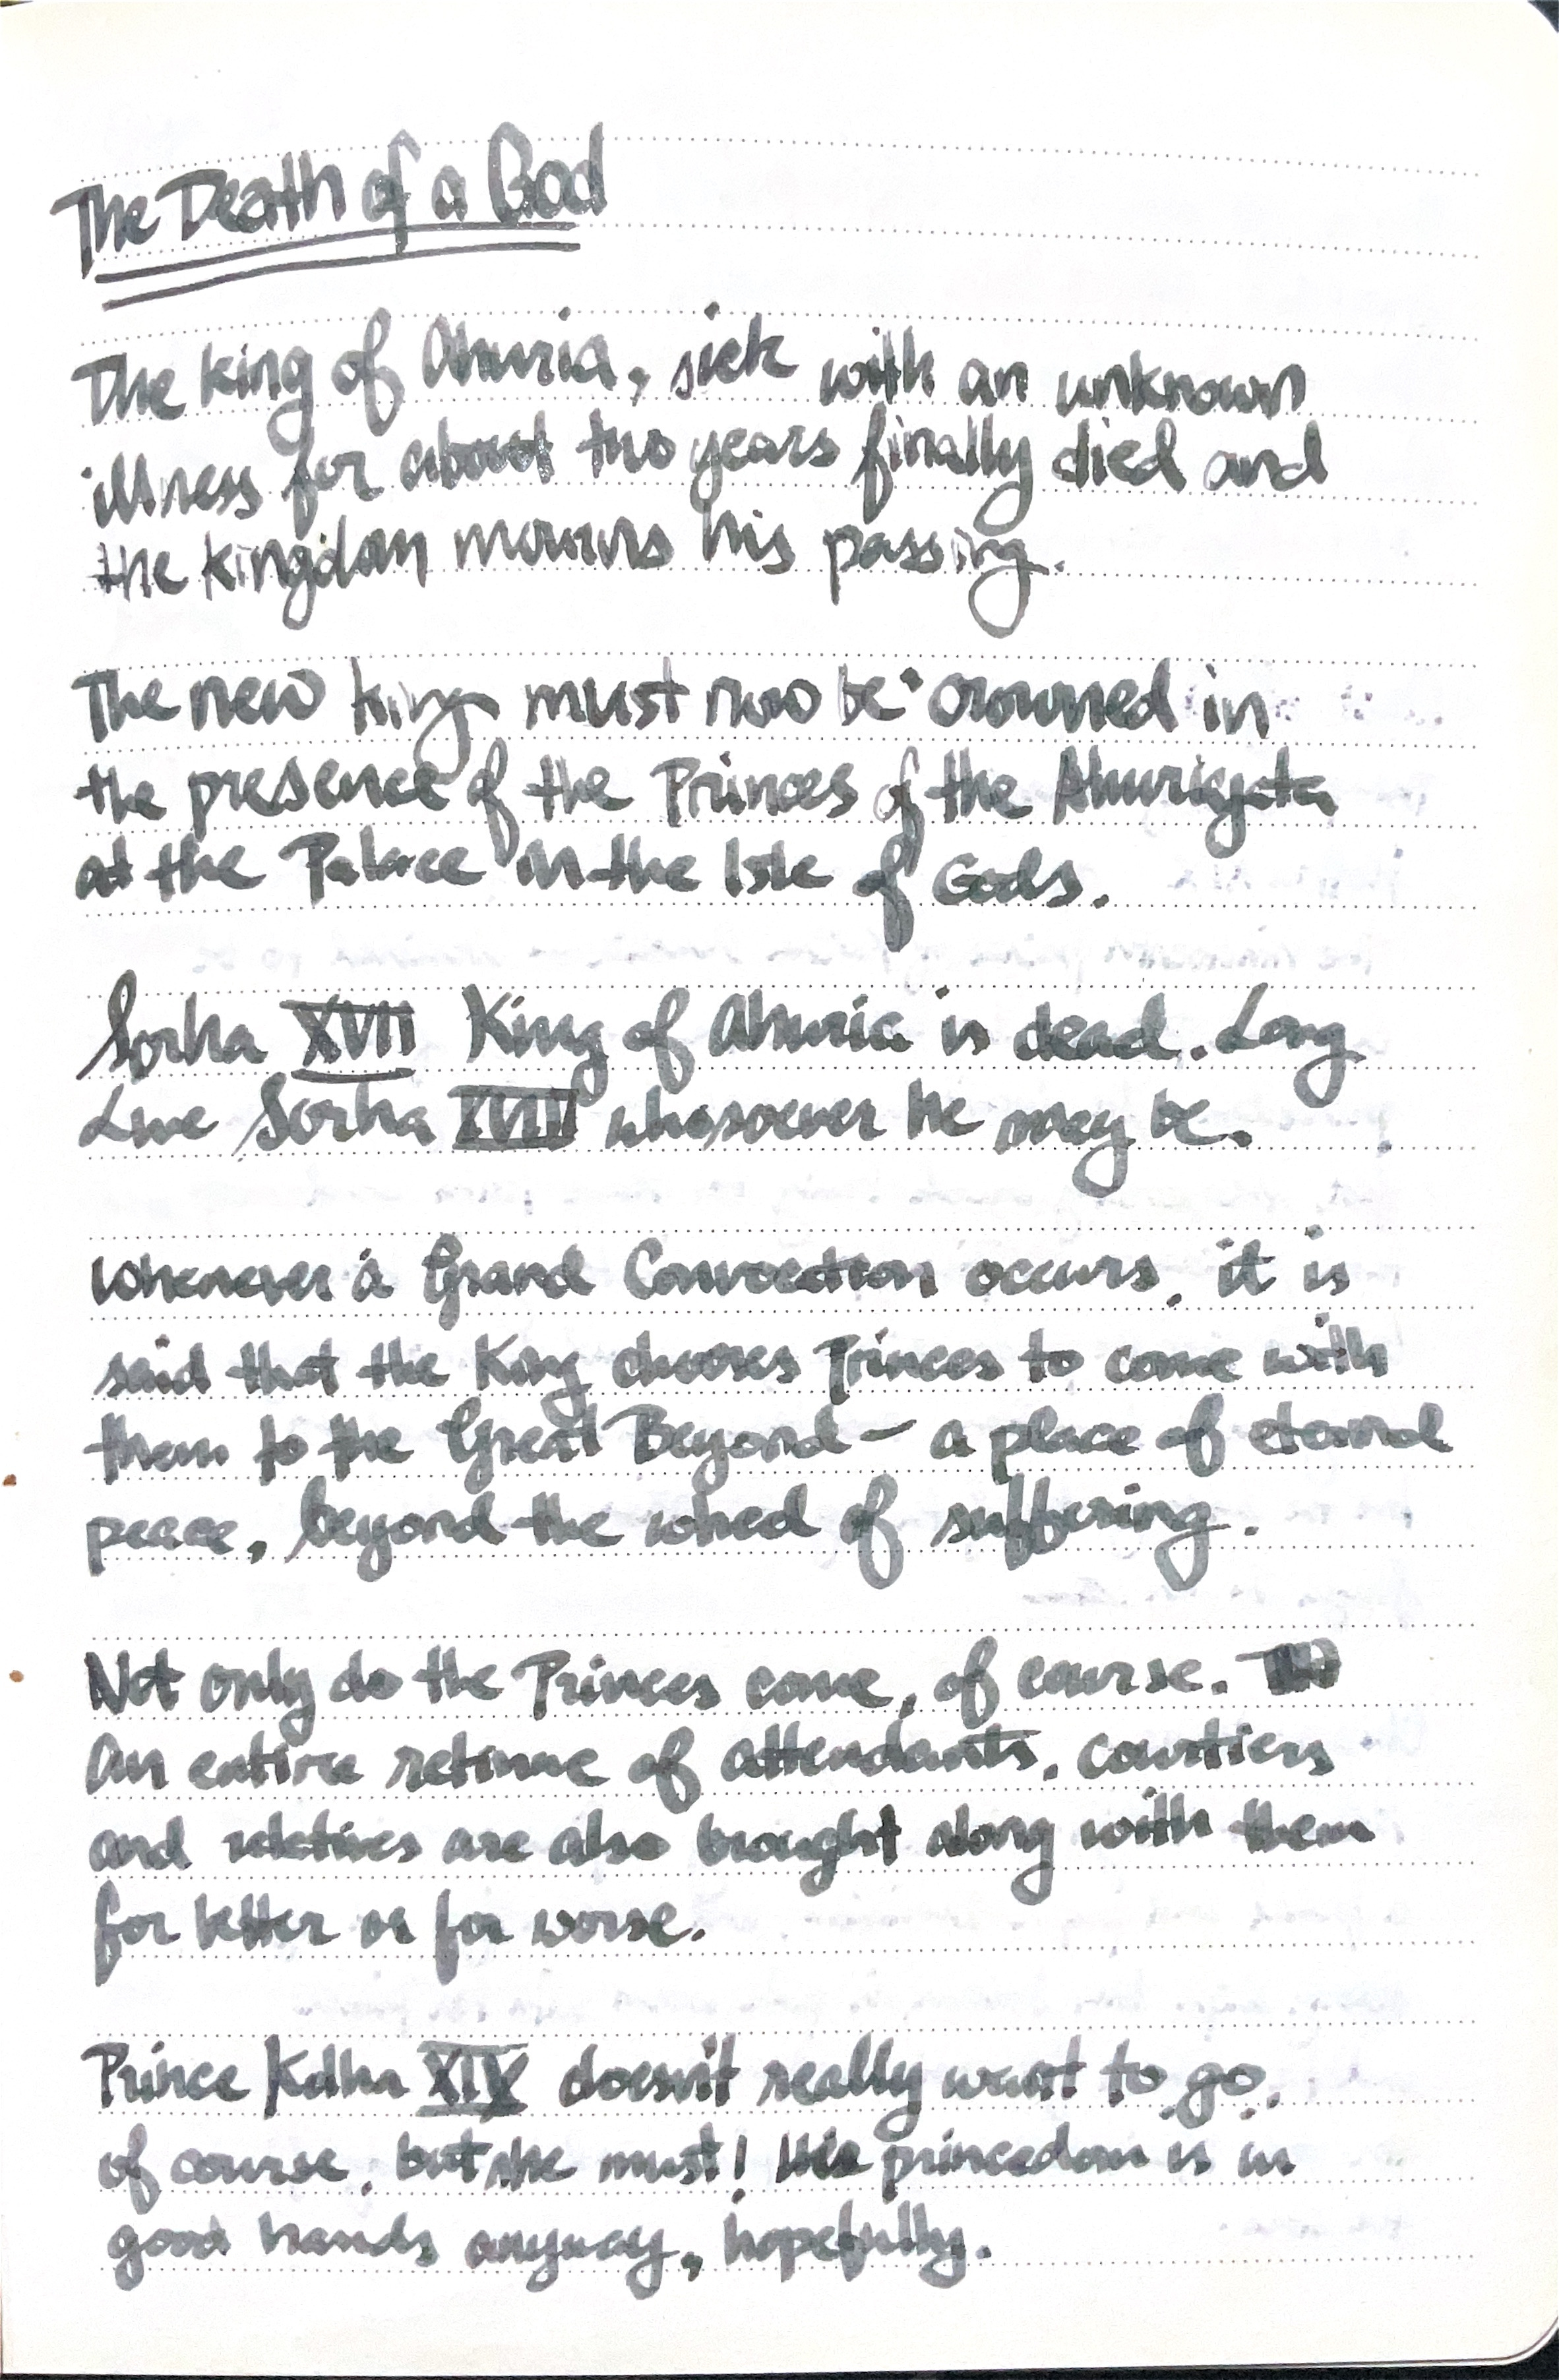 The Death of a God
The king of Ahuria, sick with an unknown
illness for about two years finally died and
the kingdom mourns his passing.
The new king must now be crowned in
the presence of the Princes of the Ahuriyata
at the Palace in the Isle of Gods.
Sorha XVII King of Ahuria is dead. Long
Live Sorha XVIII whosoever he may be.
Whenever a Grand Convocation occurs, it is
said that the King chooses Princes to come with
them to the Great Beyond - a place of eternal
peace, beyond the wheel of suffering.
Not only do the Princes come, of course.
An entire retinue of attendants, courtiers
and relatives are also brought along with them
for better or for worse.
Prince XIX doesn't really want to go,
of course, but he must! His princedom is in
good hands anyway, hopefully.